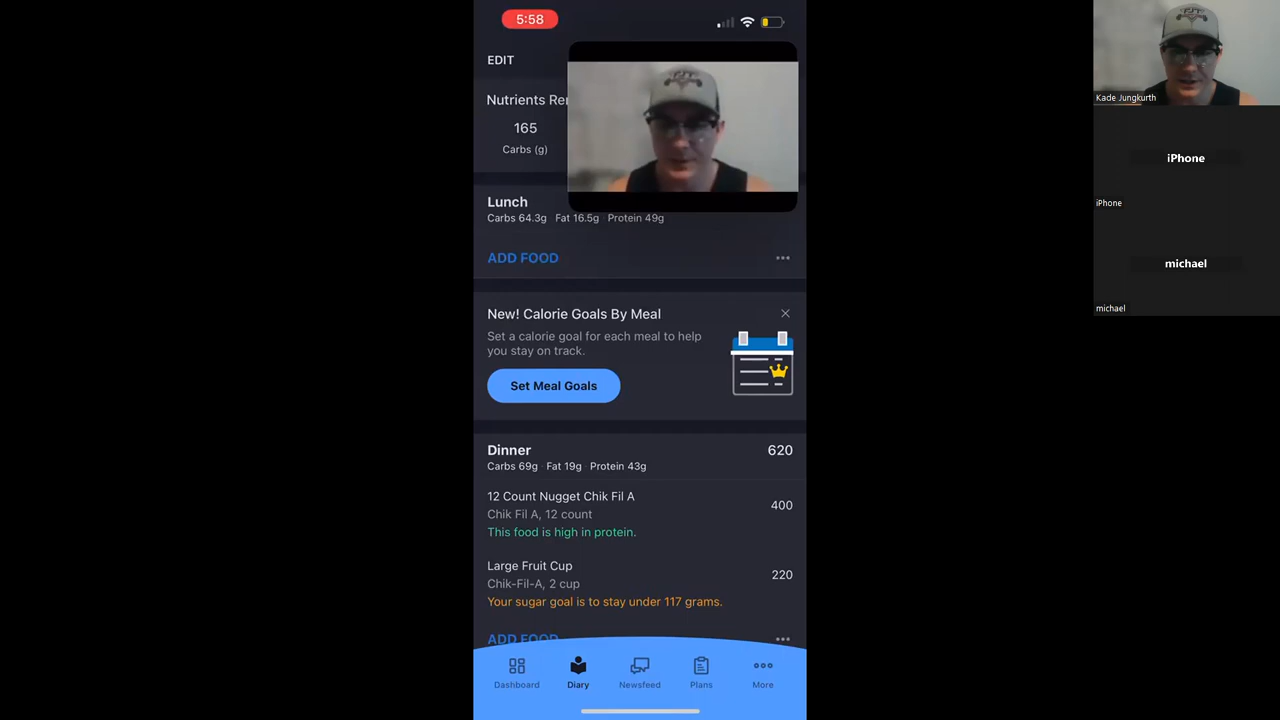 5:58
EDIT
Nutrients
165
Carbs (g)
Lunch
Carbs 64.3g · Fat 16.5g · Protein 49g
ADD FOOD
New! Calorie Goals By Meal
Set a calorie goal for each meal to help
you stay on track.
Set Meal Goals
Dinner 620
Carbs 69g · Fat 19g · Protein 43g
12 Count Nugget Chik Fil A
Chik Fil A, 12 count 400
This food is high in protein.
Large Fruit Cup
Chik-Fil-A, 2 cup 220
Your sugar goal is to stay under 117 grams.
ADD FOOD
Dashboard Diary Newsfeed Plans More
Kade Jungkurth
iPhone
iPhone
michael
michael